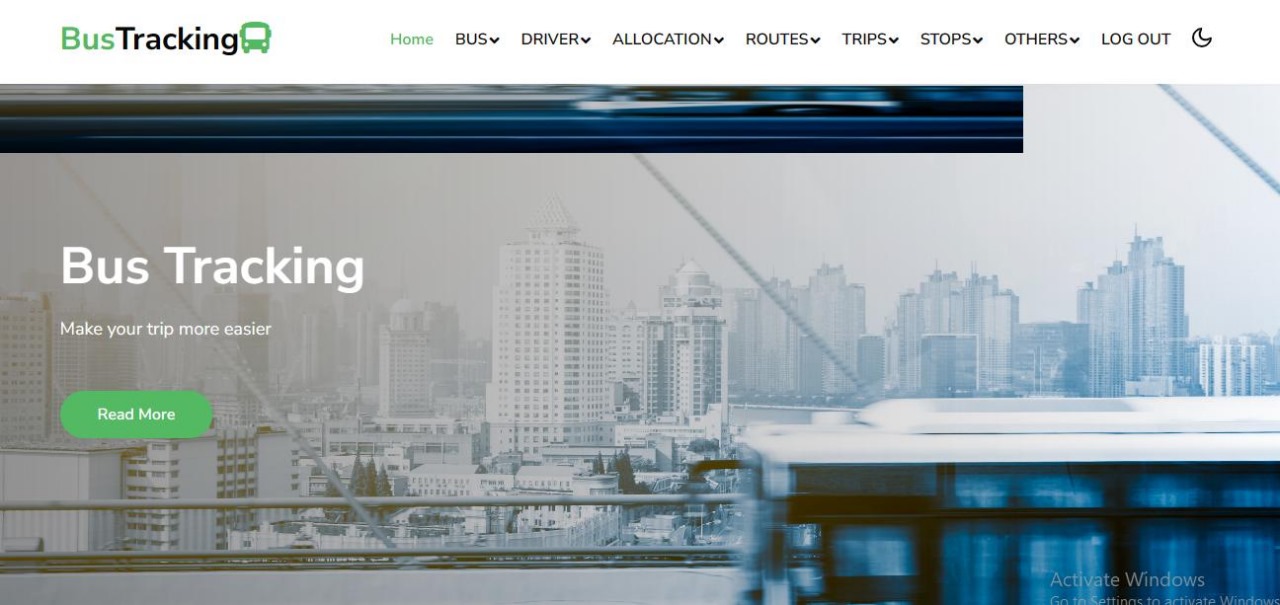 BusTracking
Home BUS DRIVER ALLOCATION ROUTES TRIPS STOPS OTHERS LOG OUT
Bus Tracking
Make your trip more easier
Read More
Activate Windows
Go to Settings to activate Windows